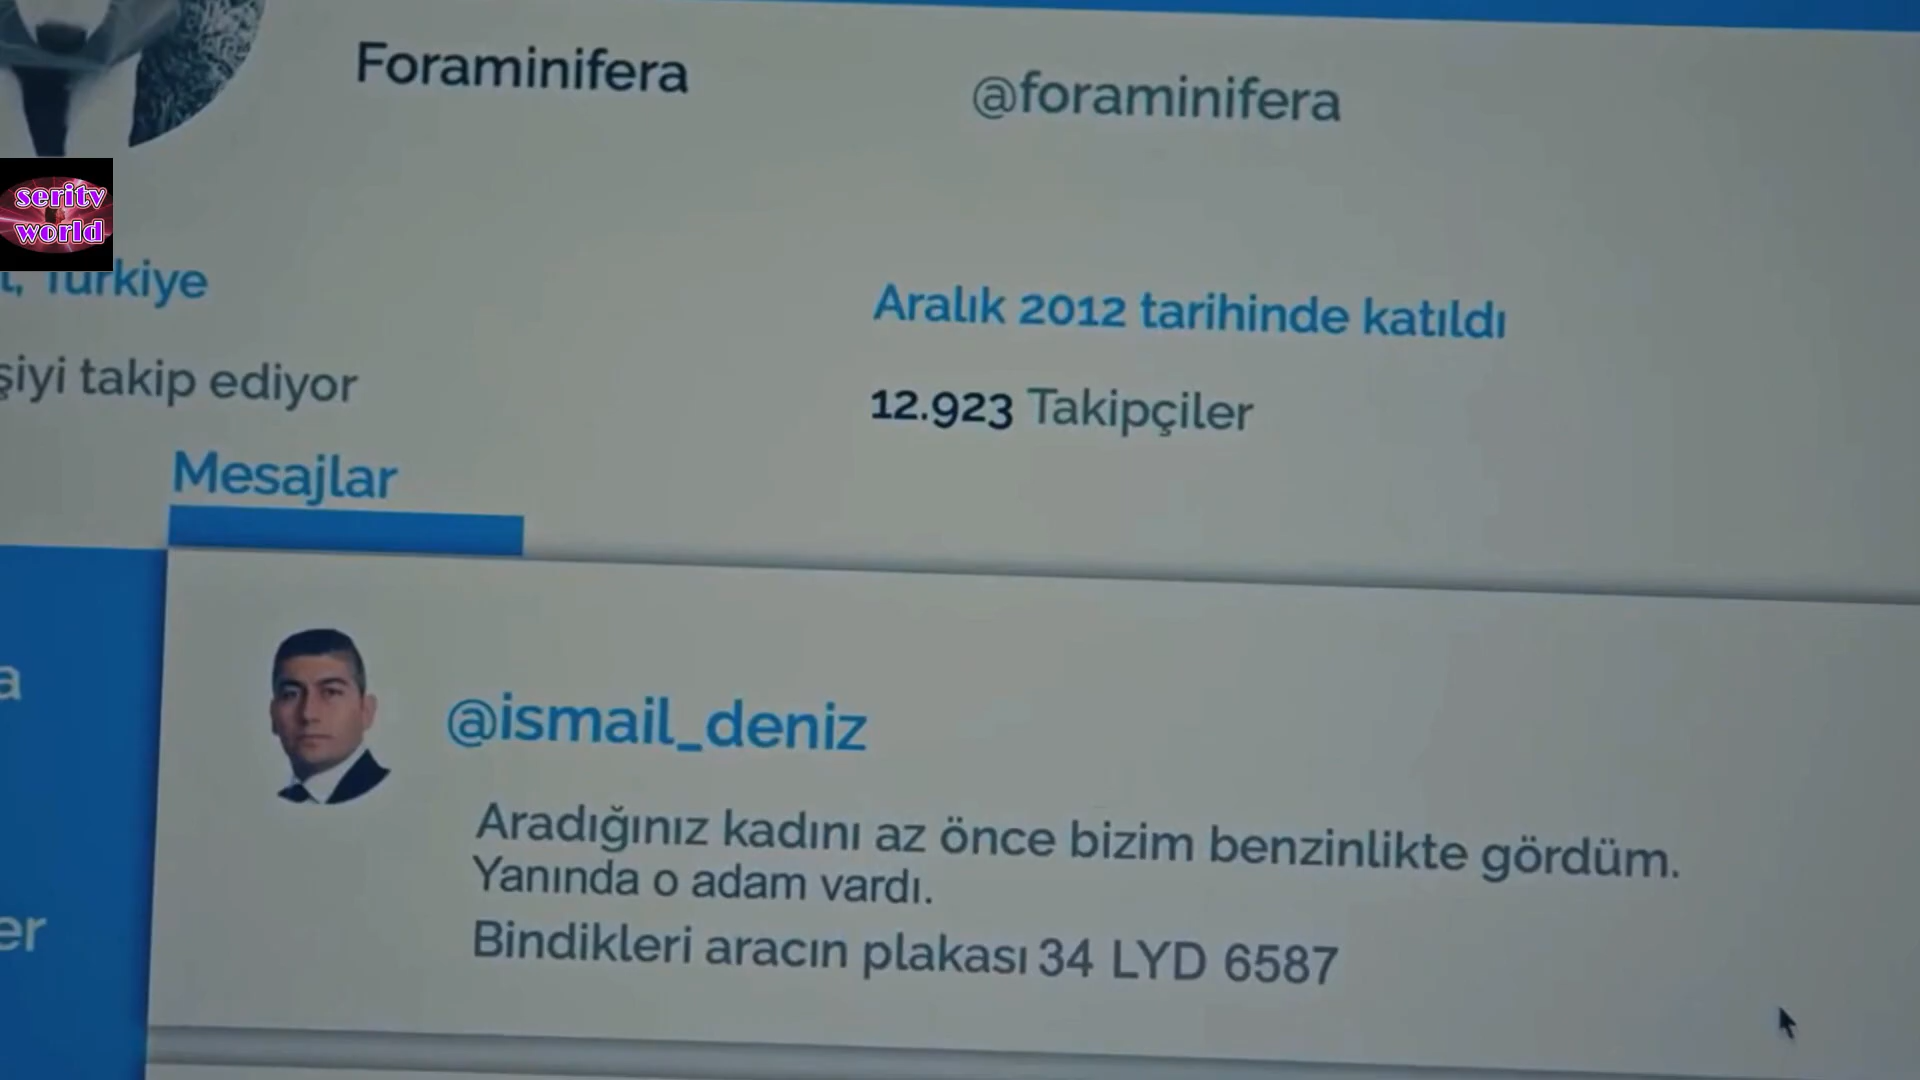 Foraminifera
@foraminifera
seritv
world
Türkiye
Aralık 2012 tarihinde katıldı
takip ediyor
12.923 Takipçiler
Mesajlar
@ismail_deniz
Aradığınız kadını az önce bizim benzinlikte gördüm.
Yanında o adam vardı.
Bindikleri aracın plakası 34 LYD 6587